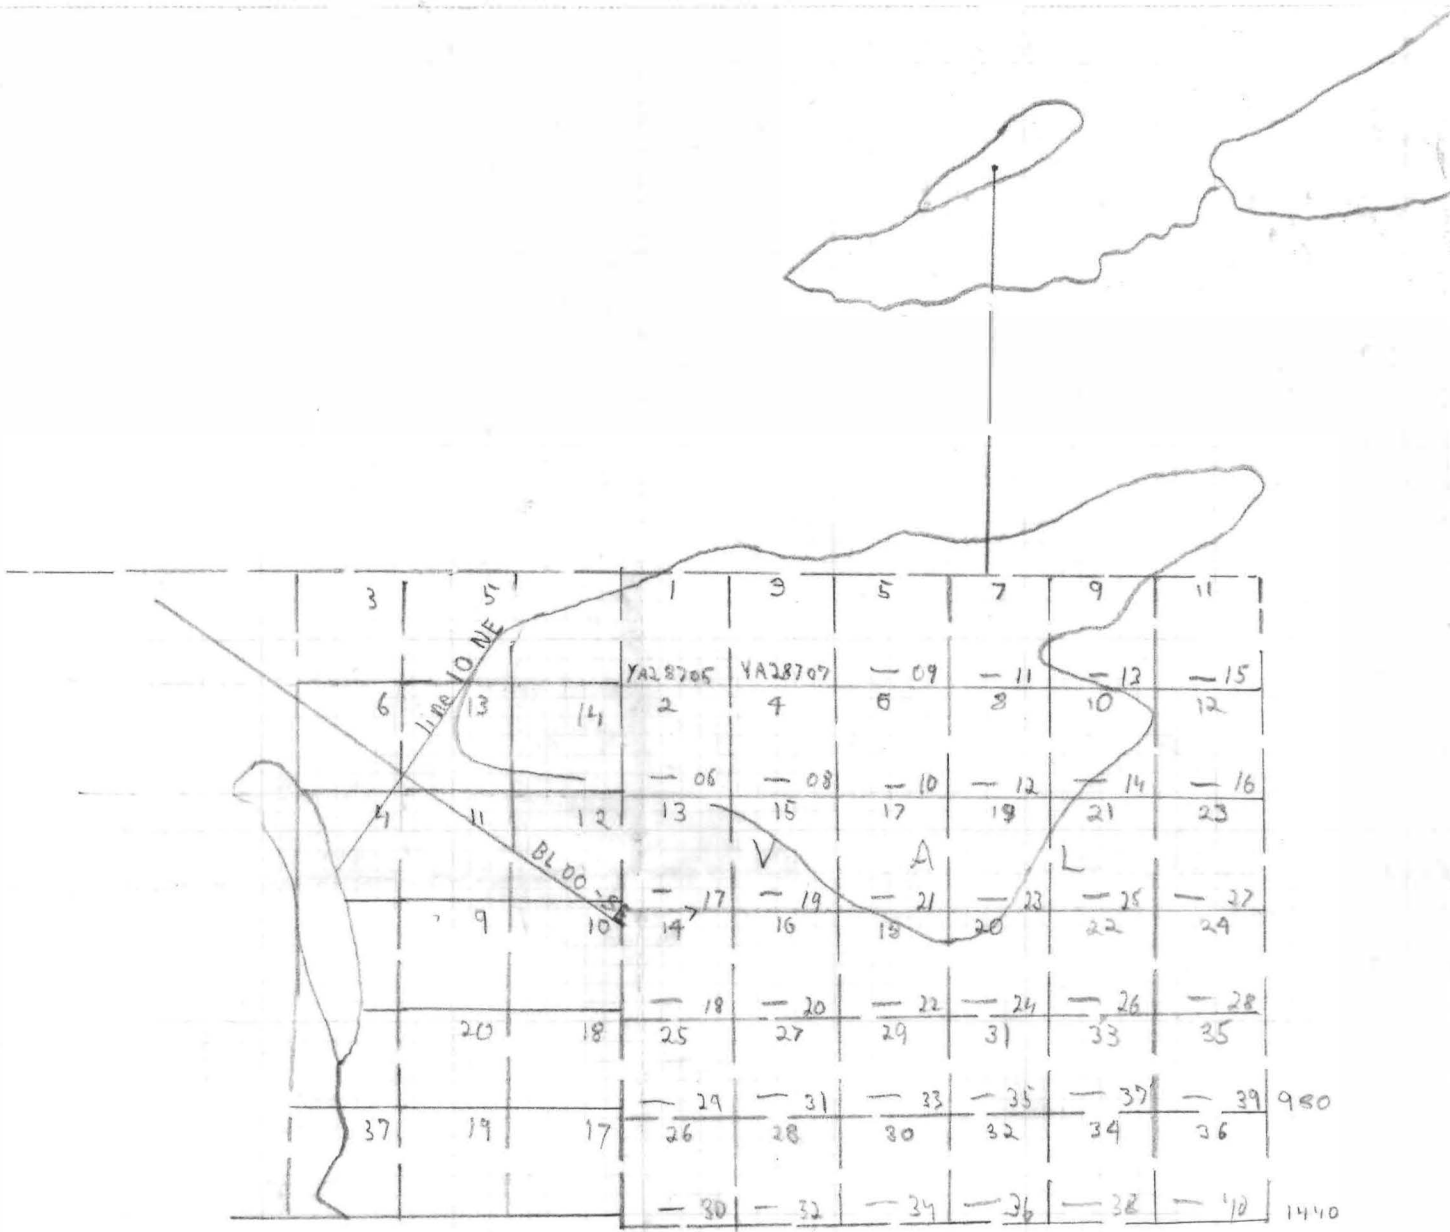 3 5 1 3 5 7 9 11
line 10 NE
YA28705 YA28707 — 09 — 11 — 13 — 15
6 13 14 2 4 6 8 10 12
— 06 — 08 — 10 — 12 — 14 — 16
4 11 12 13 15 17 19 21 23
BL 00 -SE V A L
— 17 — 19 — 21 — 23 — 25 — 27
9 10 14 16 18 20 22 24
— 18 — 20 — 22 — 24 — 26 — 28
20 18 25 27 29 31 33 35
— 29 — 31 — 33 — 35 — 37 — 39 980
37 19 17 26 28 30 32 34 36
— 30 — 32 — 34 — 36 — 38 — 40 1440